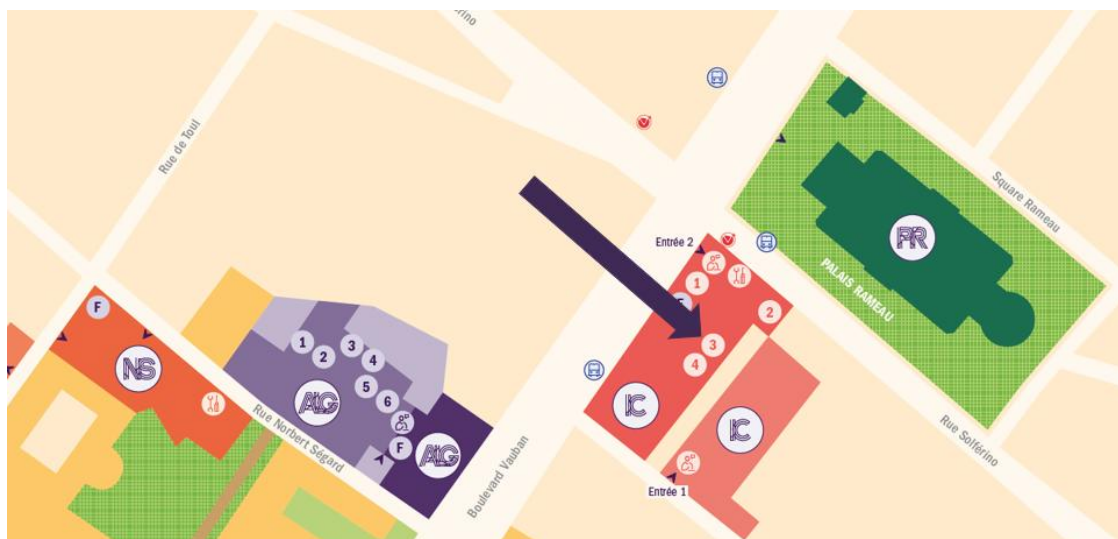 Rue de Toul
Entrée 2
Square Rameau
PR
PALAIS RAMEAU
1
2
3
4
IC
IC
Entrée 1
Rue Solférino
Boulevard Vauban
F
NS
1
2
3
4
5
6
F
ALG
ALG
Rue Norbert Ségard